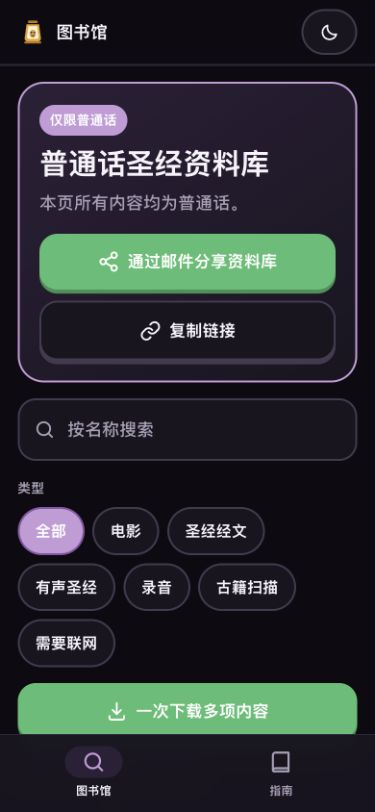 图书馆
仅限普通话
普通话圣经资料库
本页所有内容均为普通话。
通过邮件分享资料库
复制链接
按名称搜索
类型
全部 电影 圣经经文
有声圣经 录音 古籍扫描
需要联网
一次下载多项内容
图书馆 指南